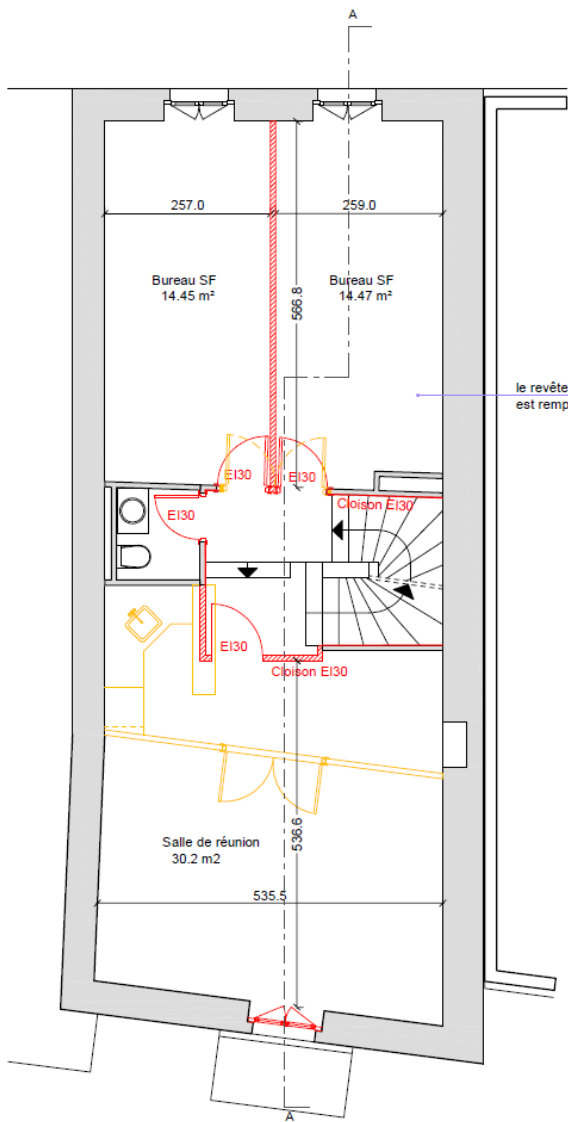 A
257.0
259.0
Bureau SF
14.45 m²
Bureau SF
14.47 m²
566.8
le revête
est remp
EI30
EI30
EI30
Cloison EI30
EI30
Cloison EI30
Salle de réunion
30.2 m2
536.6
535.5
A